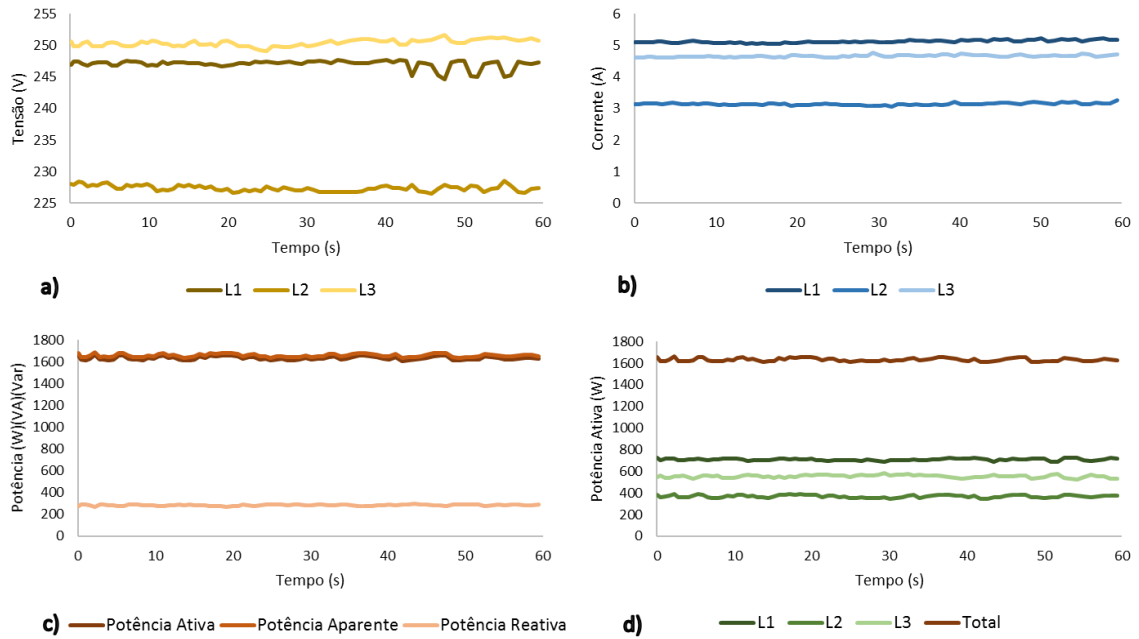 255
250
245
240
235
230
225
Tensão (V)
0 10 20 30 40 50 60
Tempo (s)
a)
L1 L2 L3
6
5
4
3
2
1
0
Corrente (A)
0 10 20 30 40 50 60
Tempo (s)
b)
L1 L2 L3
1800
1600
1400
1200
1000
800
600
400
200
0
Potência (W)(VA)(Var)
0 10 20 30 40 50 60
Tempo (s)
c) Potência Ativa Potência Aparente Potência Reativa
1800
1600
1400
1200
1000
800
600
400
200
0
Potência Ativa (W)
0 10 20 30 40 50 60
Tempo (s)
d) L1 L2 L3 Total